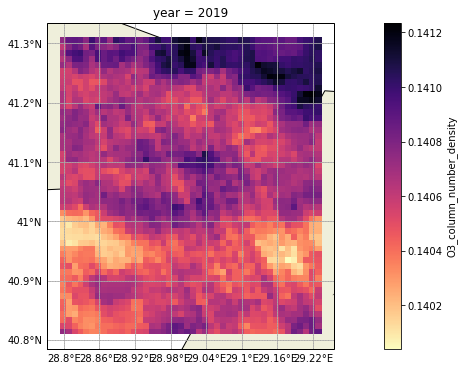 year = 2019
41.3°N
41.2°N
41.1°N
41°N
40.9°N
40.8°N
28.8°E 28.86°E 28.92°E 28.98°E 29.04°E 29.1°E 29.16°E 29.22°E
0.1412
0.1410
0.1408
0.1406
0.1404
0.1402
O3_column_number_density